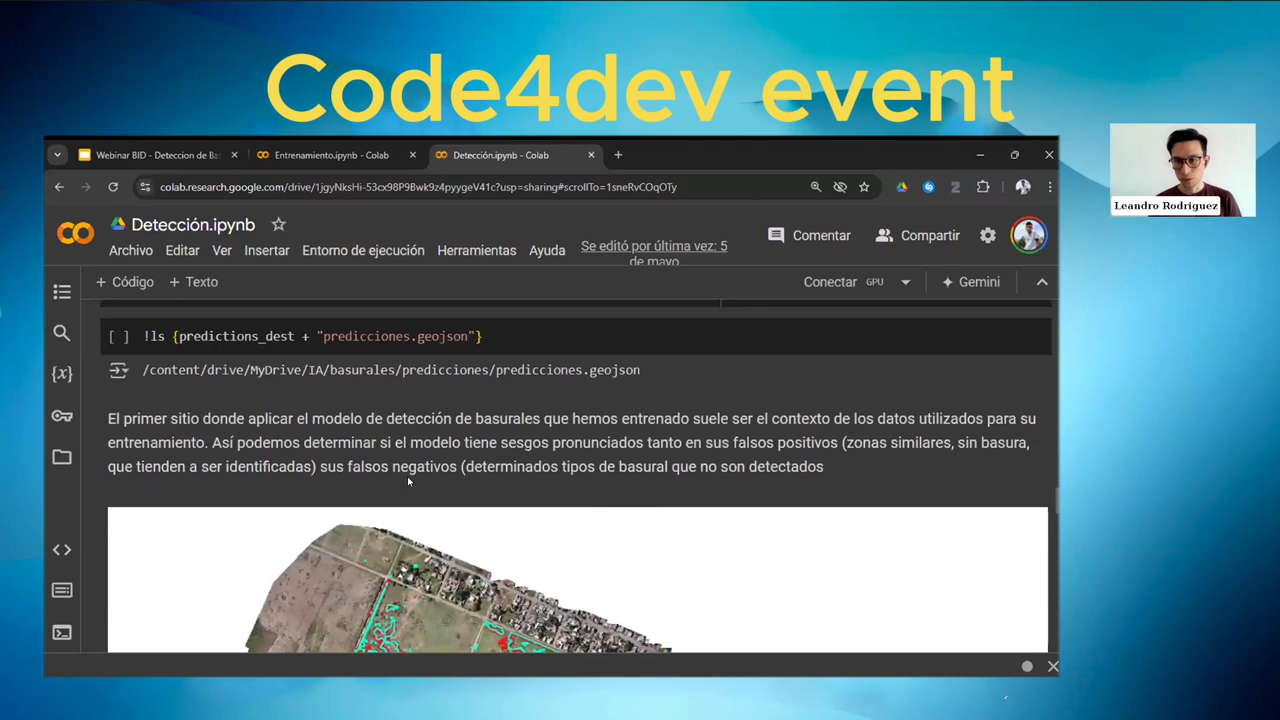 Code4dev event
Webinar BID - Deteccion de Ba
Entrenamiento.ipynb - Colab
Detección.ipynb - Colab
colab.research.google.com/drive/1jgyNksHi-53cx98P9Bwk9z4pyygeV41c?usp=sharing#scrollTo=1sneRvCOqOTy
Leandro Rodriguez
Detección.ipynb
Archivo Editar Ver Insertar Entorno de ejecución Herramientas Ayuda
Se editó por última vez: 5
de mayo
Comentar
Compartir
+ Código + Texto
Conectar GPU
Gemini
[ ] !ls {predictions_dest + "predicciones.geojson"}
/content/drive/MyDrive/IA/basurales/predicciones/predicciones.geojson
El primer sitio donde aplicar el modelo de detección de basurales que hemos entrenado suele ser el contexto de los datos utilizados para su
entrenamiento. Así podemos determinar si el modelo tiene sesgos pronunciados tanto en sus falsos positivos (zonas similares, sin basura,
que tienden a ser identificadas) sus falsos negativos (determinados tipos de basural que no son detectados